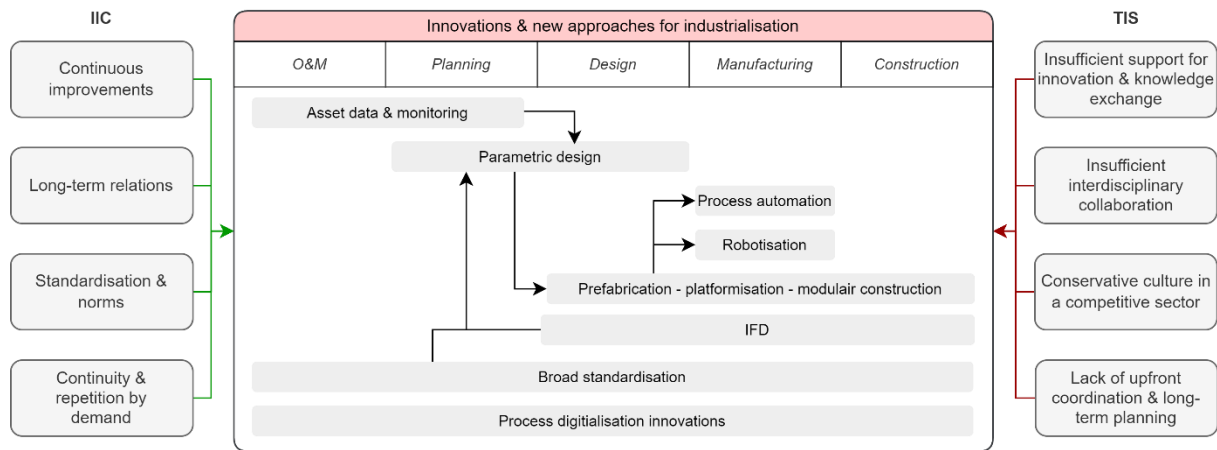 IIC
Continuous
improvements
Long-term relations
Standardisation &
norms
Continuity &
repetition by
demand
Innovations & new approaches for industrialisation
O&M
Planning
Design
Manufacturing
Construction
Asset data & monitoring
Parametric design
Process automation
Robotisation
Prefabrication - platformisation - modulair construction
IFD
Broad standardisation
Process digitialisation innovations
TIS
Insufficient support for
innovation & knowledge
exchange
Insufficient
interdisciplinary
collaboration
Conservative culture in
a competitive sector
Lack of upfront
coordination & long-
term planning